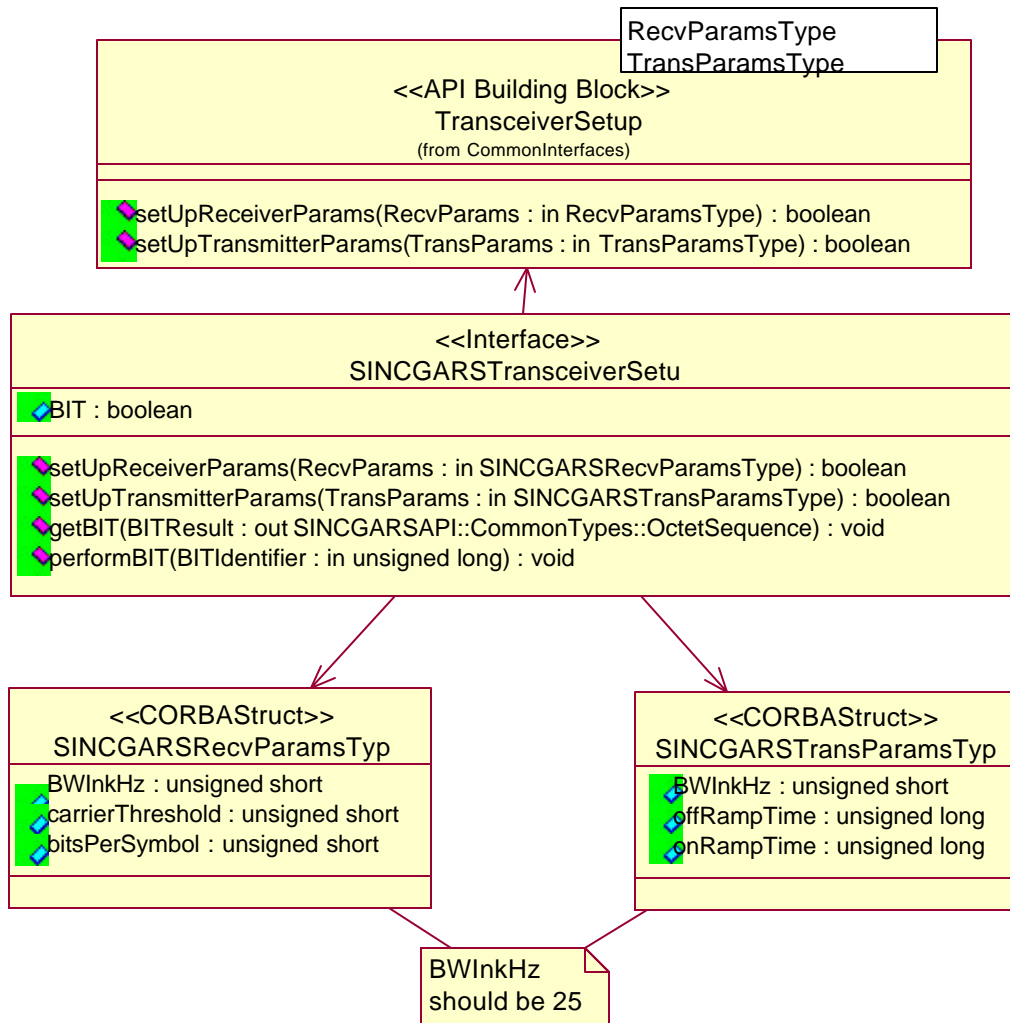 RecvParamsType
TransParamsType
<<API Building Block>>
TransceiverSetup
(from CommonInterfaces)
setUpReceiverParams(RecvParams : in RecvParamsType) : boolean
setUpTransmitterParams(TransParams : in TransParamsType) : boolean
<<Interface>>
SINCGARSTransceiverSetu
BIT : boolean
setUpReceiverParams(RecvParams : in SINCGARSRecvParamsType) : boolean
setUpTransmitterParams(TransParams : in SINCGARSTransParamsType) : boolean
getBIT(BITResult : out SINCGARSAPI::CommonTypes::OctetSequence) : void
performBIT(BITIdentifier : in unsigned long) : void
<<CORBAStruct>>
SINCGARSRecvParamsTyp
BWInkHz : unsigned short
carrierThreshold : unsigned short
bitsPerSymbol : unsigned short
<<CORBAStruct>>
SINCGARSTransParamsTyp
BWInkHz : unsigned short
offRampTime : unsigned long
onRampTime : unsigned long
BWInkHz
should be 25